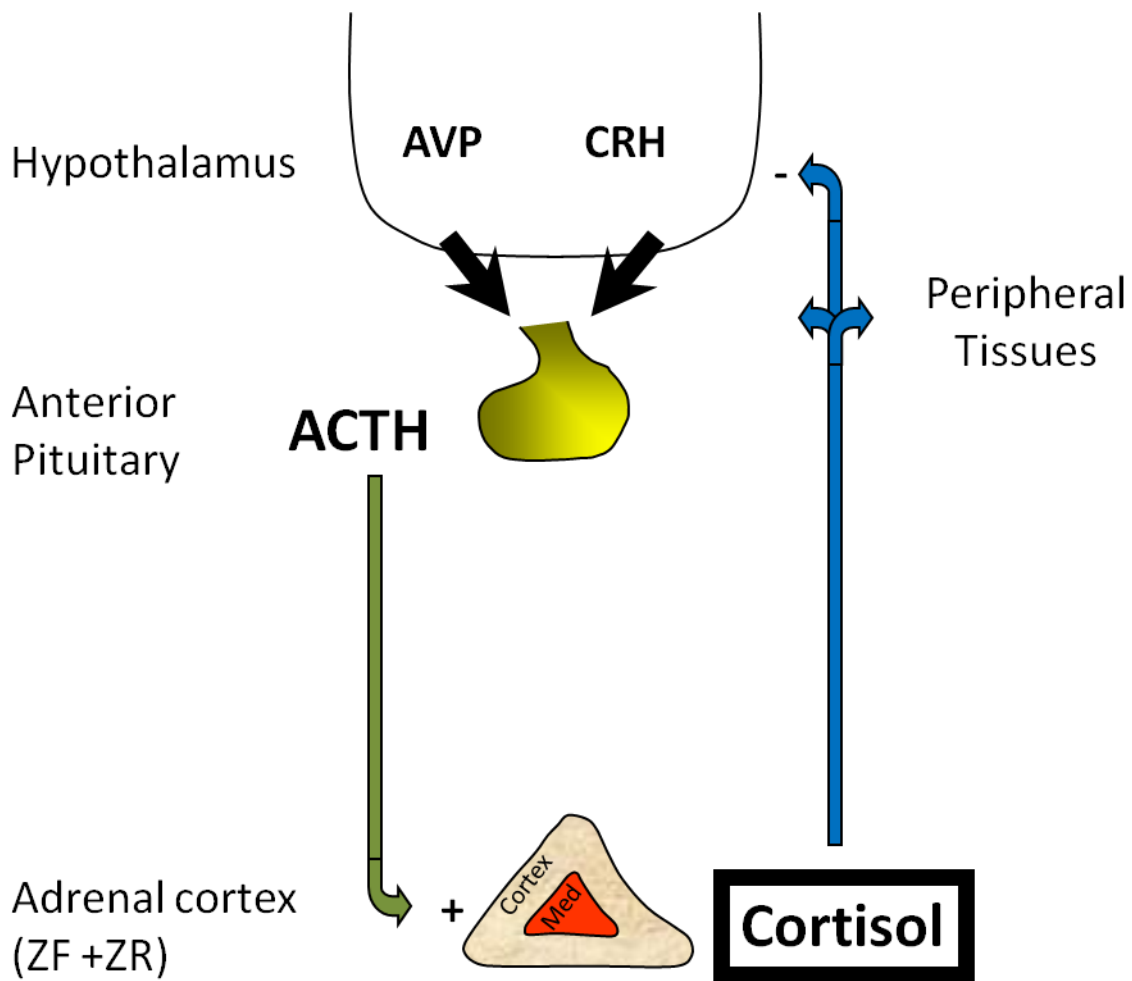 AVP
CRH
Hypothalamus
-
Peripheral
Tissues
Anterior
Pituitary
ACTH
Adrenal cortex
(ZF +ZR)
+
Cortex
Med
Cortisol